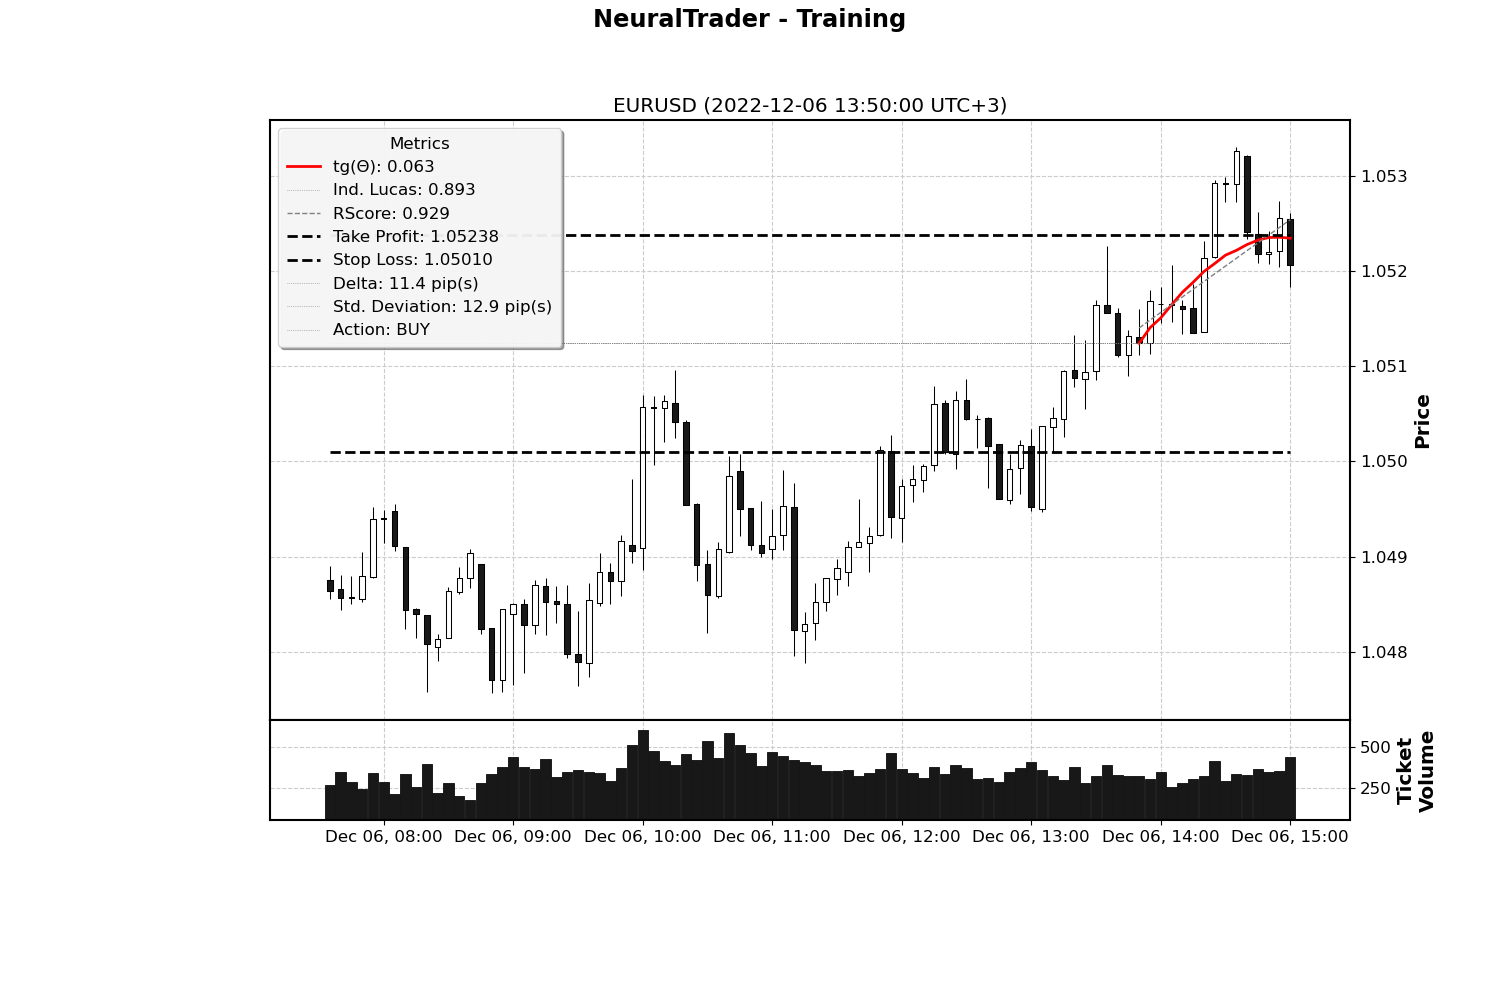 NeuralTrader - Training
EURUSD (2022-12-06 13:50:00 UTC+3)
Metrics
tg(Θ): 0.063
Ind. Lucas: 0.893
RScore: 0.929
Take Profit: 1.05238
Stop Loss: 1.05010
Delta: 11.4 pip(s)
Std. Deviation: 12.9 pip(s)
Action: BUY
1.053
1.052
1.051
1.050
1.049
1.048
Price
500
250
Ticket
Volume
Dec 06, 08:00
Dec 06, 09:00
Dec 06, 10:00
Dec 06, 11:00
Dec 06, 12:00
Dec 06, 13:00
Dec 06, 14:00
Dec 06, 15:00